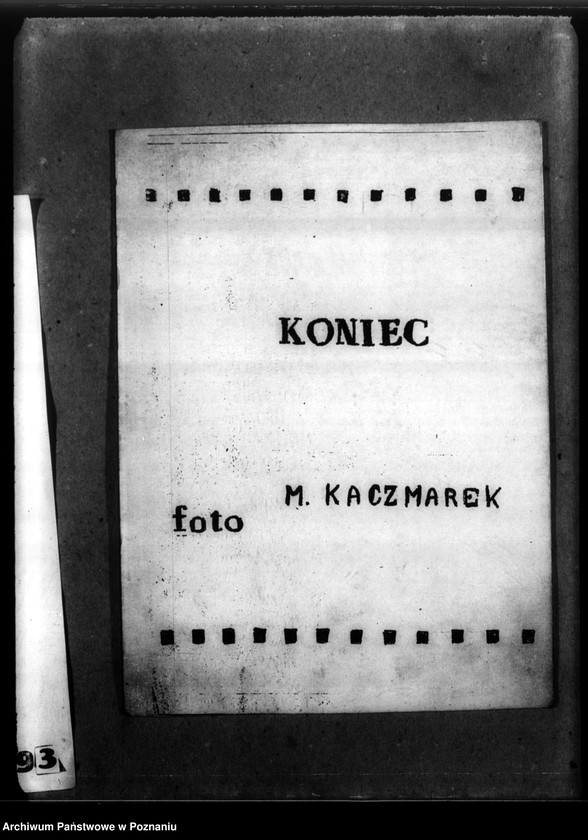 KONIEC
M. KACZMAREK
foto
93
Archiwum Państwowe w Poznaniu